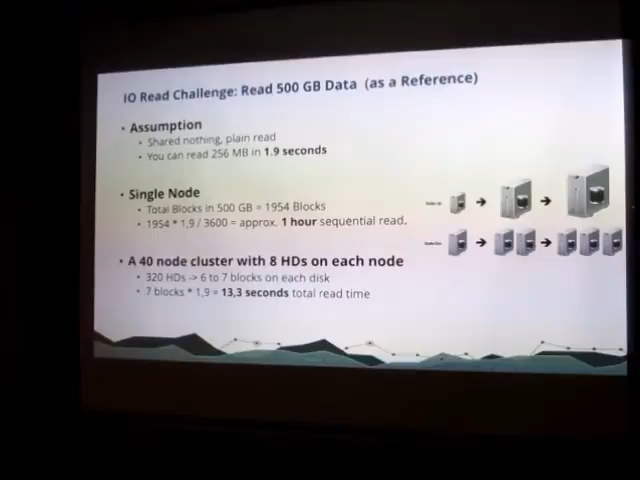 IO Read Challenge: Read 500 GB Data (as a Reference)
• Assumption
• Shared nothing, plain read
• You can read 256 MB in 1.9 seconds
• Single Node
• Total Blocks in 500 GB = 1954 Blocks
• 1954 * 1,9 / 3600 = approx. 1 hour sequential read.
• A 40 node cluster with 8 HDs on each node
• 320 HDs -> 6 to 7 blocks on each disk
• 7 blocks * 1,9 = 13,3 seconds total read time